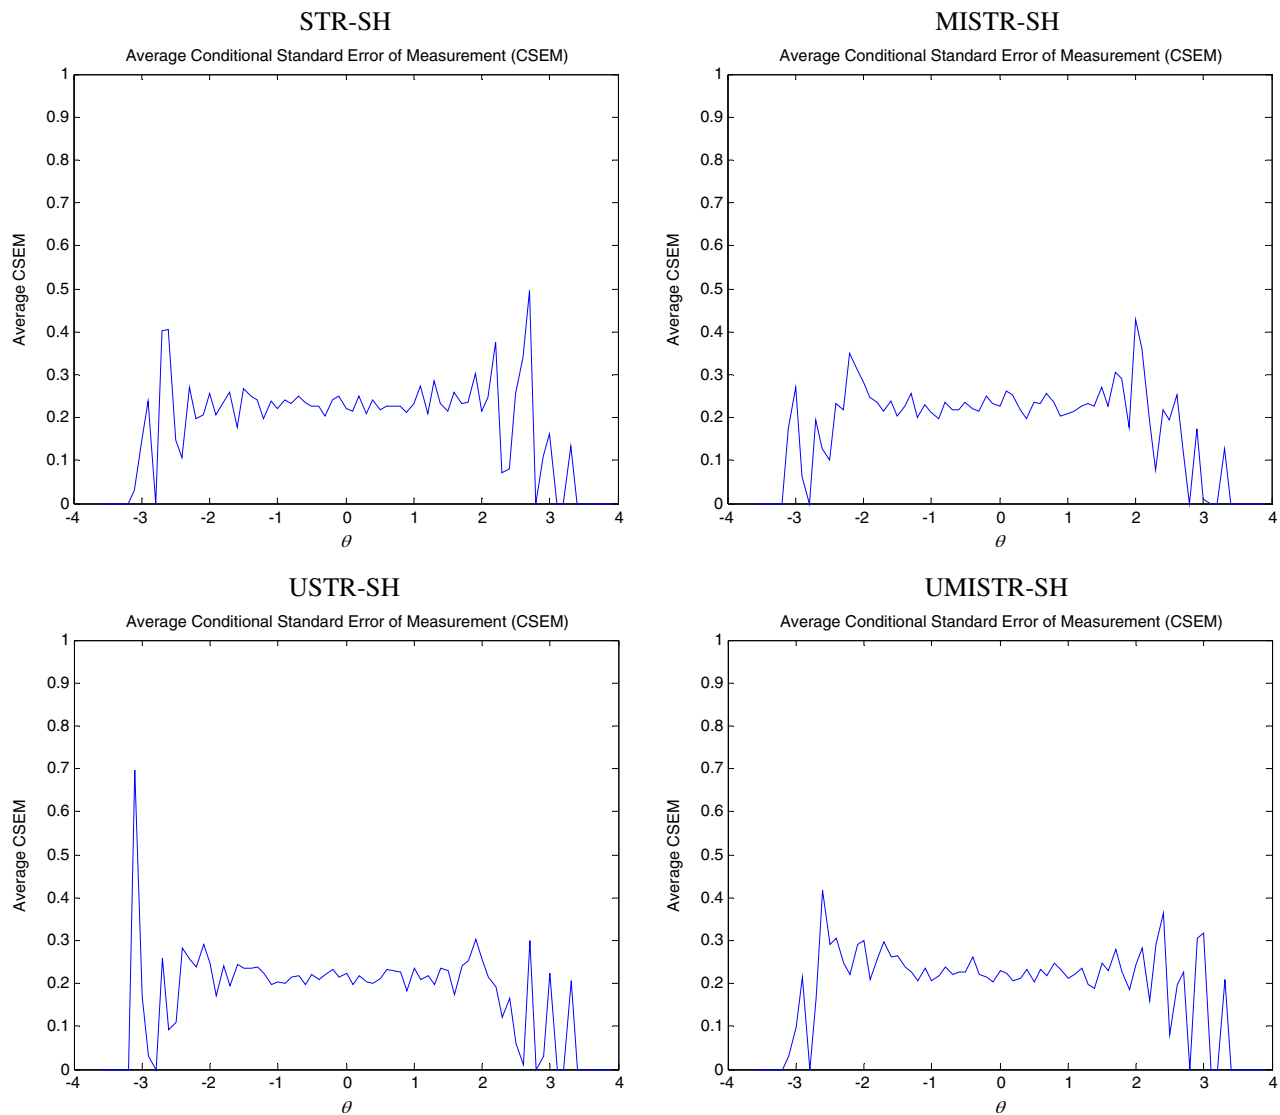 STR-SH
Average Conditional Standard Error of Measurement (CSEM)
1
0.9
0.8
0.7
0.6
0.5
0.4
0.3
0.2
0.1
0
Average CSEM
-4 -3 -2 -1 0 1 2 3 4
θ
MISTR-SH
Average Conditional Standard Error of Measurement (CSEM)
1
0.9
0.8
0.7
0.6
0.5
0.4
0.3
0.2
0.1
0
Average CSEM
-4 -3 -2 -1 0 1 2 3 4
θ
USTR-SH
Average Conditional Standard Error of Measurement (CSEM)
1
0.9
0.8
0.7
0.6
0.5
0.4
0.3
0.2
0.1
0
Average CSEM
-4 -3 -2 -1 0 1 2 3 4
θ
UMISTR-SH
Average Conditional Standard Error of Measurement (CSEM)
1
0.9
0.8
0.7
0.6
0.5
0.4
0.3
0.2
0.1
0
Average CSEM
-4 -3 -2 -1 0 1 2 3 4
θ